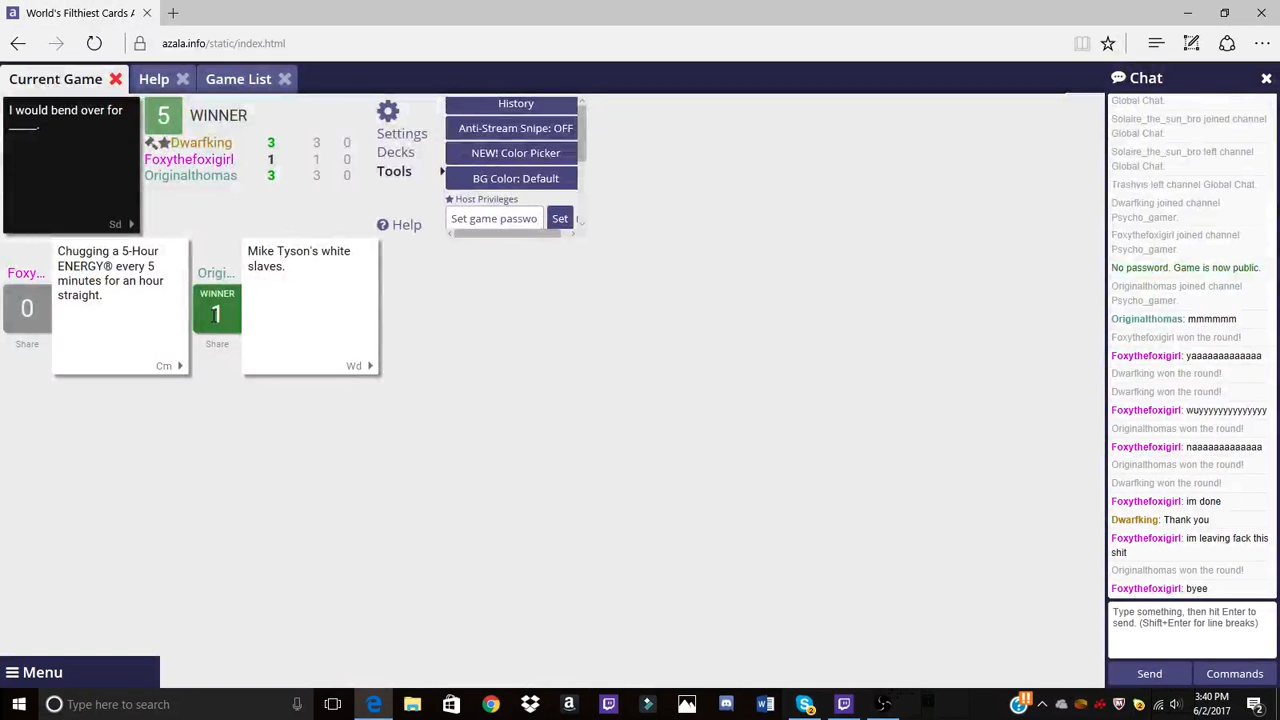 World's Filthiest Cards A
azala.info/static/index.html
Current Game
Help
Game List
I would bend over for
_____.
Sd
5 WINNER
Dwarfking 3 3 0
Foxythefoxigirl 1 1 0
Originalthomas 3 3 0
Settings
Decks
Tools
Help
History
Anti-Stream Snipe: OFF
NEW! Color Picker
BG Color: Default
Host Privileges
Set game passwo
Set
Foxy...
0
Share
Chugging a 5-Hour
ENERGY® every 5
minutes for an hour
straight.
Cm
Origi...
WINNER
1
Share
Mike Tyson's white
slaves.
Wd
Menu
Chat
Global Chat.
Solaire_the_sun_bro joined channel
Global Chat.
Solaire_the_sun_bro left channel
Global Chat.
Trashvis left channel Global Chat.
Dwarfking joined channel
Psycho_gamer.
Foxythefoxigirl joined channel
Psycho_gamer.
No password. Game is now public.
Originalthomas joined channel
Psycho_gamer.
Originalthomas: mmmmmm
Foxythefoxigirl won the round!
Foxythefoxigirl: yaaaaaaaaaaaaa
Dwarfking won the round!
Dwarfking won the round!
Foxythefoxigirl: wuyyyyyyyyyyyyy
Originalthomas won the round!
Foxythefoxigirl: naaaaaaaaaaaaa
Originalthomas won the round!
Dwarfking won the round!
Foxythefoxigirl: im done
Dwarfking: Thank you
Foxythefoxigirl: im leaving fack this
shit
Originalthomas won the round!
Foxythefoxigirl: byee
Type something, then hit Enter to
send. (Shift+Enter for line breaks)
Send
Commands
Type here to search
3:40 PM
6/2/2017